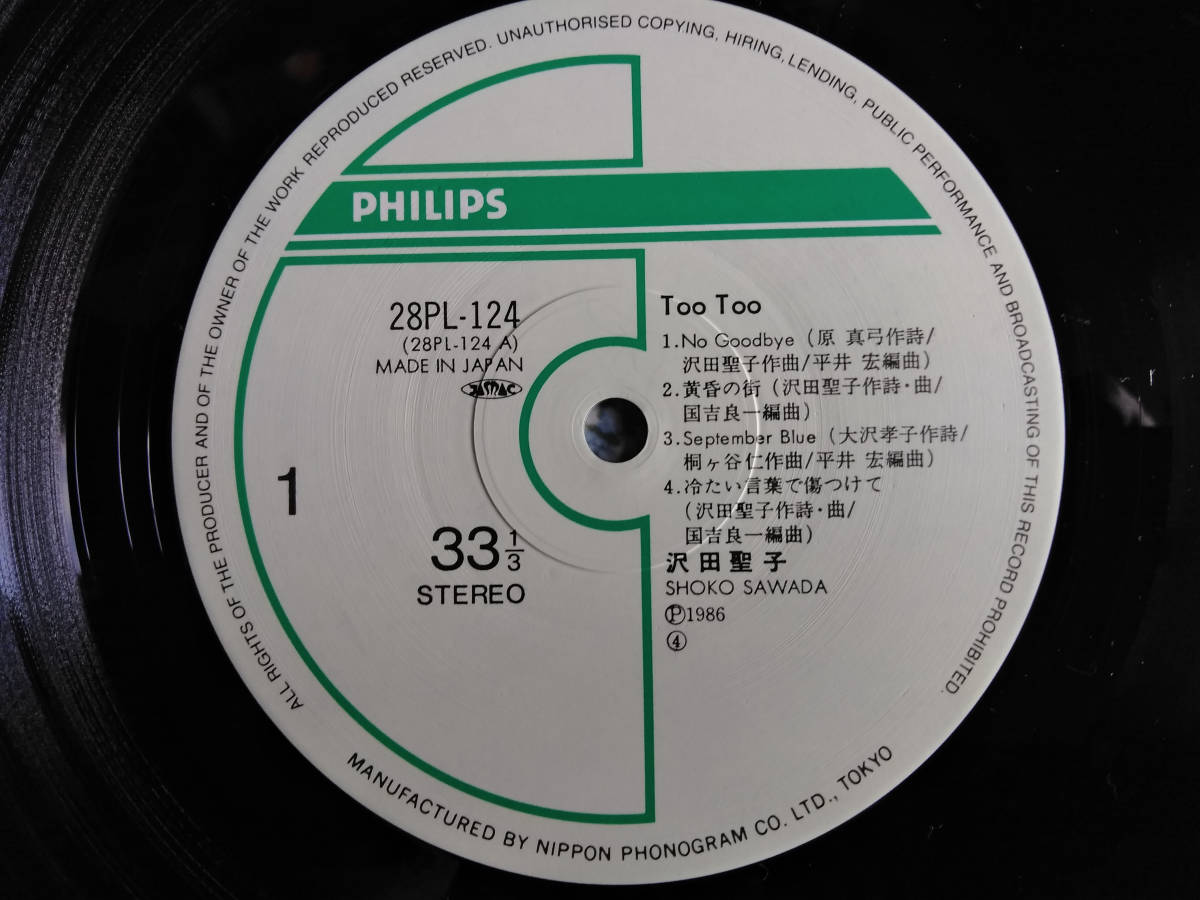 ALL RIGHTS OF THE PRODUCER AND OF THE OWNER OF THE WORK REPRODUCED RESERVED. UNAUTHORISED COPYING, HIRING, LENDING, PUBLIC PERFORMANCE AND BROADCASTING OF THIS RECORD PROHIBITED.
PHILIPS
28PL-124
(28PL-124 A)
MADE IN JAPAN
JASRAC
1
33 1/3
STEREO
Too Too
1.No Goodbye（原 真弓作詩/
沢田聖子作曲/平井 宏編曲）
2.黄昏の街（沢田聖子作詩・曲/
国吉良一編曲）
3.September Blue（大沢孝子作詩/
桐ヶ谷仁作曲/平井 宏編曲）
4.冷たい言葉で傷つけて
（沢田聖子作詩・曲/
国吉良一編曲）
沢田聖子
SHOKO SAWADA
Ⓟ1986
④
MANUFACTURED BY NIPPON PHONOGRAM CO. LTD., TOKYO